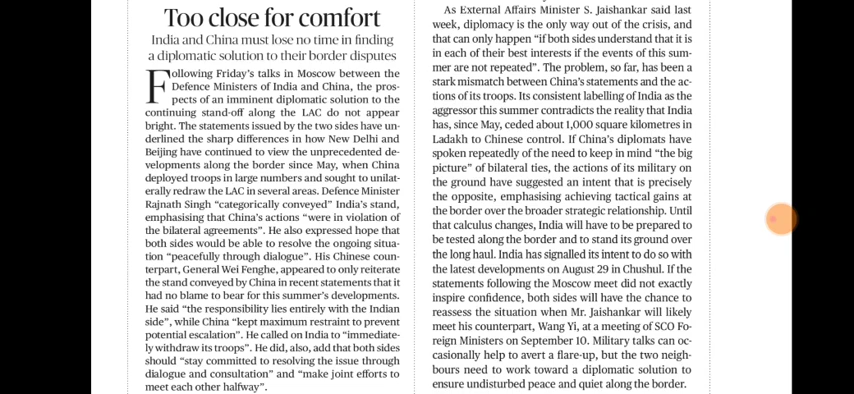 Too close for comfort
India and China must lose no time in finding
a diplomatic solution to their border disputes
Following Friday's talks in Moscow between the
Defence Ministers of India and China, the pros-
pects of an imminent diplomatic solution to the
continuing stand-off along the LAC do not appear
bright. The statements issued by the two sides have un-
derlined the sharp differences in how New Delhi and
Beijing have continued to view the unprecedented de-
velopments along the border since May, when China
deployed troops in large numbers and sought to unilat-
erally redraw the LAC in several areas. Defence Minister
Rajnath Singh “categorically conveyed” India's stand,
emphasising that China's actions “were in violation of
the bilateral agreements”. He also expressed hope that
both sides would be able to resolve the ongoing situa-
tion “peacefully through dialogue”. His Chinese coun-
terpart, General Wei Fenghe, appeared to only reiterate
the stand conveyed by China in recent statements that it
had no blame to bear for this summer's developments.
He said “the responsibility lies entirely with the Indian
side”, while China “kept maximum restraint to prevent
potential escalation”. He called on India to “immediate-
ly withdraw its troops”. He did, also, add that both sides
should “stay committed to resolving the issue through
dialogue and consultation” and “make joint efforts to
meet each other halfway”.
As External Affairs Minister S. Jaishankar said last
week, diplomacy is the only way out of the crisis, and
that can only happen “if both sides understand that it is
in each of their best interests if the events of this sum-
mer are not repeated”. The problem, so far, has been a
stark mismatch between China's statements and the ac-
tions of its troops. Its consistent labelling of India as the
aggressor this summer contradicts the reality that India
has, since May, ceded about 1,000 square kilometres in
Ladakh to Chinese control. If China's diplomats have
spoken repeatedly of the need to keep in mind “the big
picture” of bilateral ties, the actions of its military on
the ground have suggested an intent that is precisely
the opposite, emphasising achieving tactical gains at
the border over the broader strategic relationship. Until
that calculus changes, India will have to be prepared to
be tested along the border and to stand its ground over
the long haul. India has signalled its intent to do so with
the latest developments on August 29 in Chushul. If the
statements following the Moscow meet did not exactly
inspire confidence, both sides will have the chance to
reassess the situation when Mr. Jaishankar will likely
meet his counterpart, Wang Yi, at a meeting of SCO Fo-
reign Ministers on September 10. Military talks can oc-
casionally help to avert a flare-up, but the two neigh-
bours need to work toward a diplomatic solution to
ensure undisturbed peace and quiet along the border.